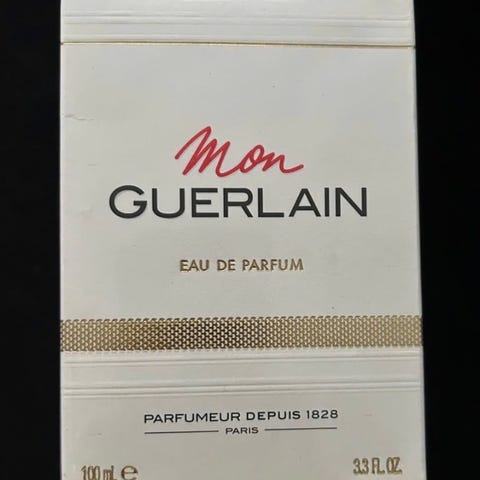 Mon
GUERLAIN
EAU DE PARFUM
PARFUMEUR DEPUIS 1828
PARIS
100 ml ℮ 3.3 FL.OZ.